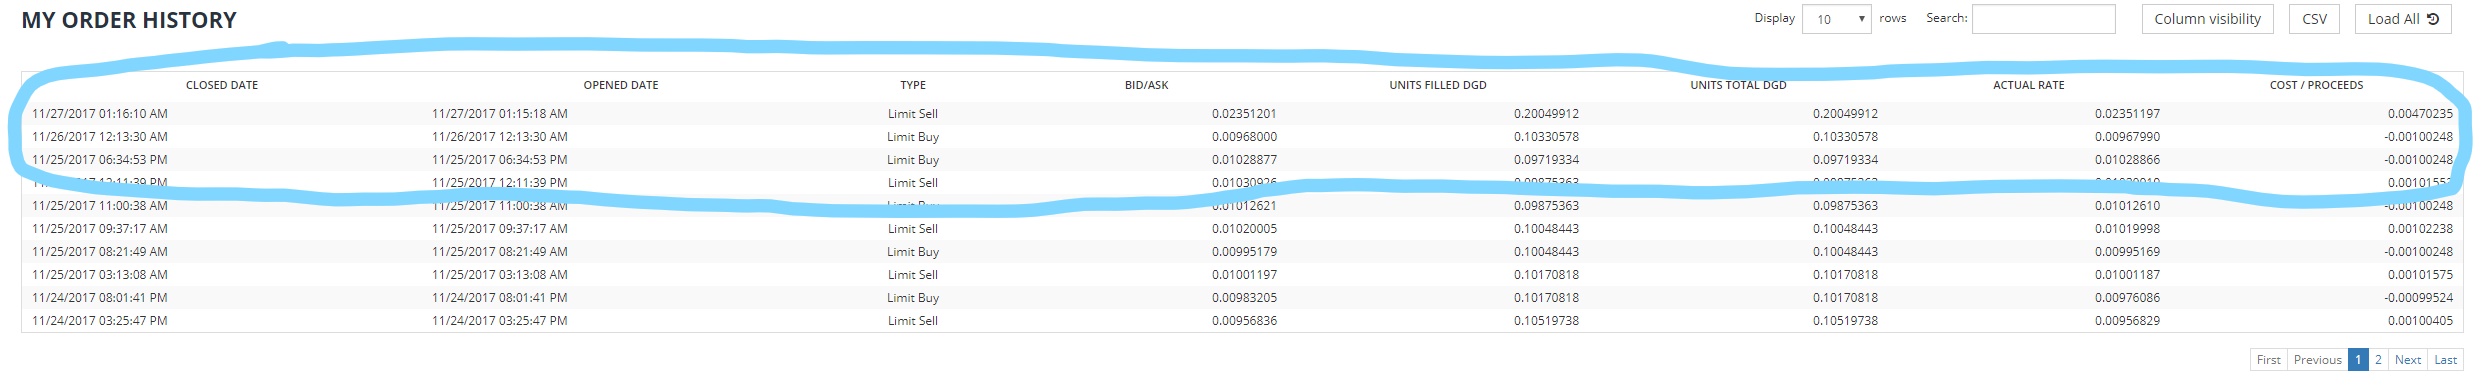 MY ORDER HISTORY Display 10 rows Search: Column visibility CSV Load All
CLOSED DATE OPENED DATE TYPE BID/ASK UNITS FILLED DGD UNITS TOTAL DGD ACTUAL RATE COST / PROCEEDS
11/27/2017 01:16:10 AM 11/27/2017 01:15:18 AM Limit Sell 0.02351201 0.20049912 0.20049912 0.02351197 0.00470235
11/26/2017 12:13:30 AM 11/26/2017 12:13:30 AM Limit Buy 0.00968000 0.10330578 0.10330578 0.00967990 -0.00100248
11/25/2017 06:34:53 PM 11/25/2017 06:34:53 PM Limit Buy 0.01028877 0.09719334 0.09719334 0.01028866 -0.00100248
11/25/2017 12:11:39 PM Limit Sell 0.01030926
11/25/2017 11:00:38 AM 11/25/2017 11:00:38 AM 0.01012621 0.09875363 0.09875363 0.01012610 -0.00100248
11/25/2017 09:37:17 AM 11/25/2017 09:37:17 AM Limit Sell 0.01020005 0.10048443 0.10048443 0.01019998 0.00102238
11/25/2017 08:21:49 AM 11/25/2017 08:21:49 AM Limit Buy 0.00995179 0.10048443 0.10048443 0.00995169 -0.00100248
11/25/2017 03:13:08 AM 11/25/2017 03:13:08 AM Limit Sell 0.01001197 0.10170818 0.10170818 0.01001187 0.00101575
11/24/2017 08:01:41 PM 11/24/2017 08:01:41 PM Limit Buy 0.00983205 0.10170818 0.10170818 0.00976086 -0.00099524
11/24/2017 03:25:47 PM 11/24/2017 03:25:47 PM Limit Sell 0.00956836 0.10519738 0.10519738 0.00956829 0.00100405
First Previous 1 2 Next Last